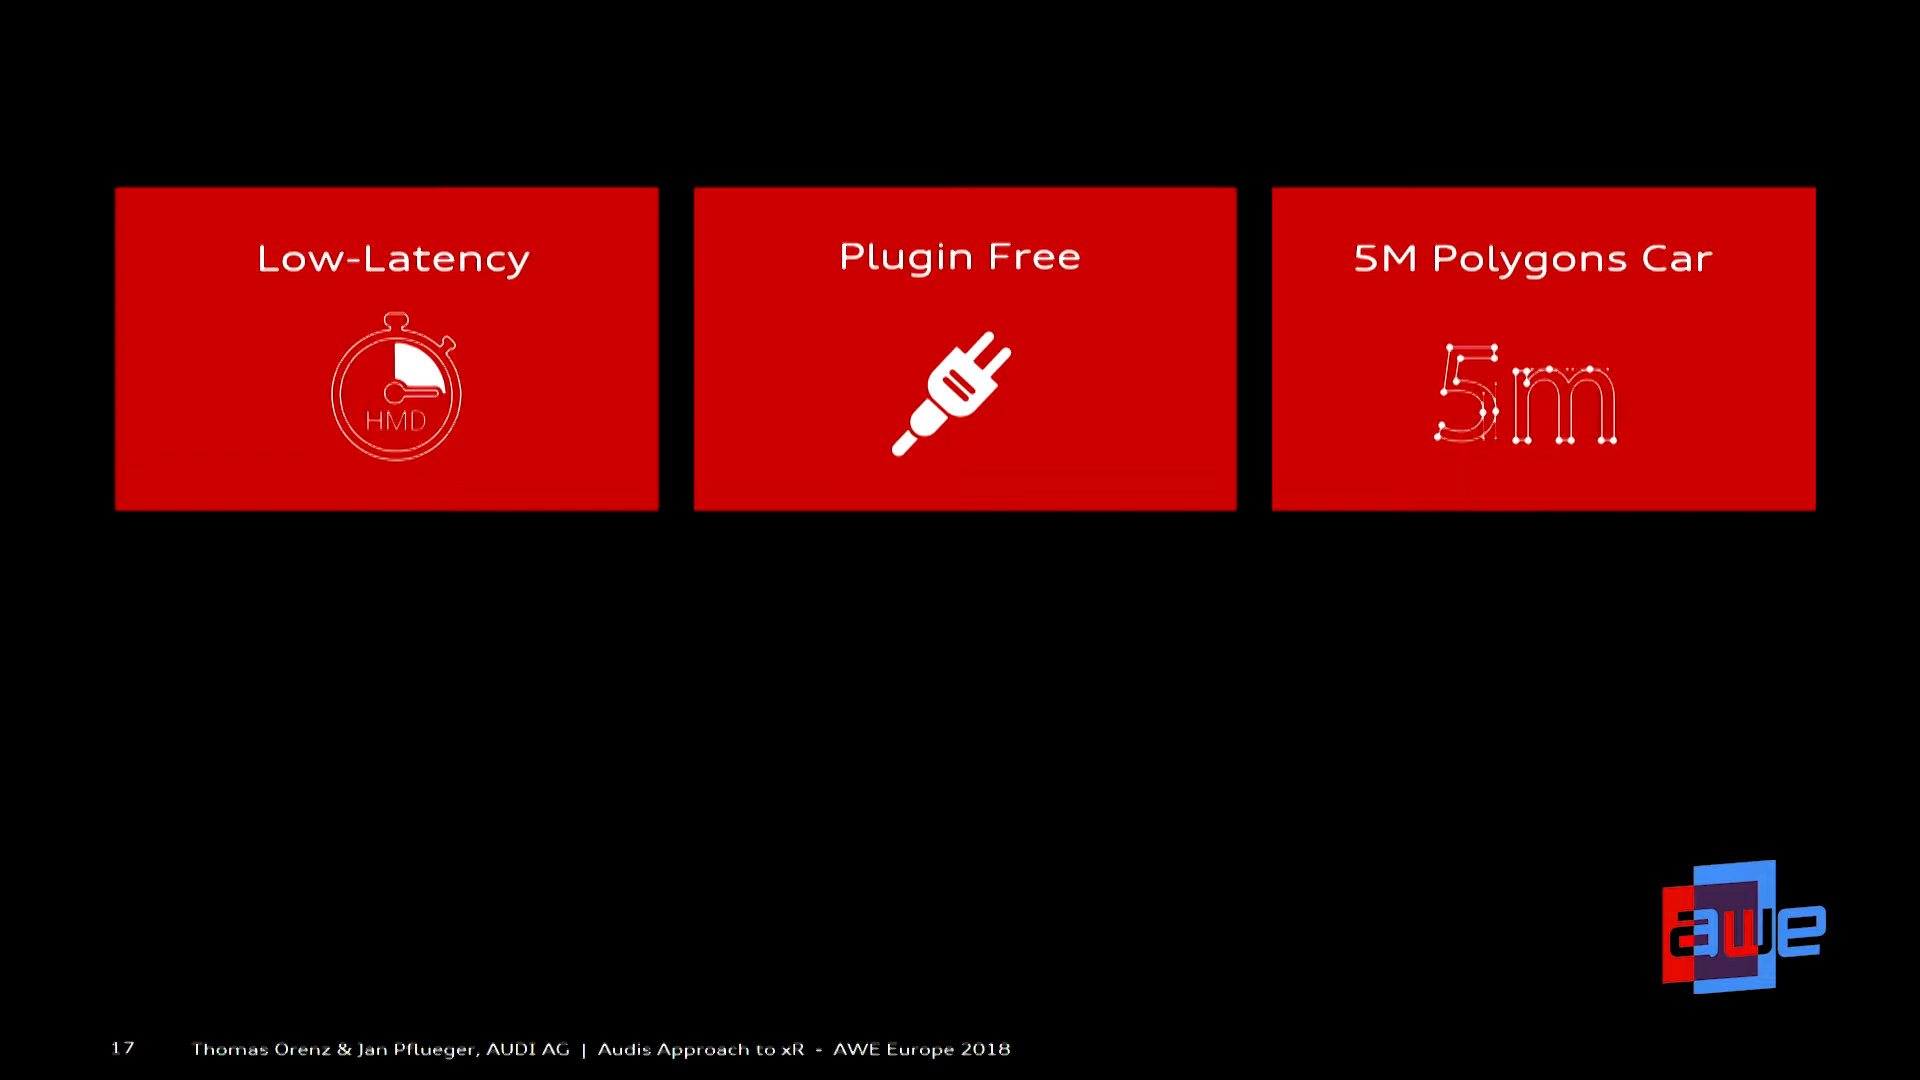 Low-Latency
Plugin Free
5M Polygons Car
HMD
5m
awe
17
Thomas Orenz & Jan Pflueger, AUDI AG | Audis Approach to xR - AWE Europe 2018